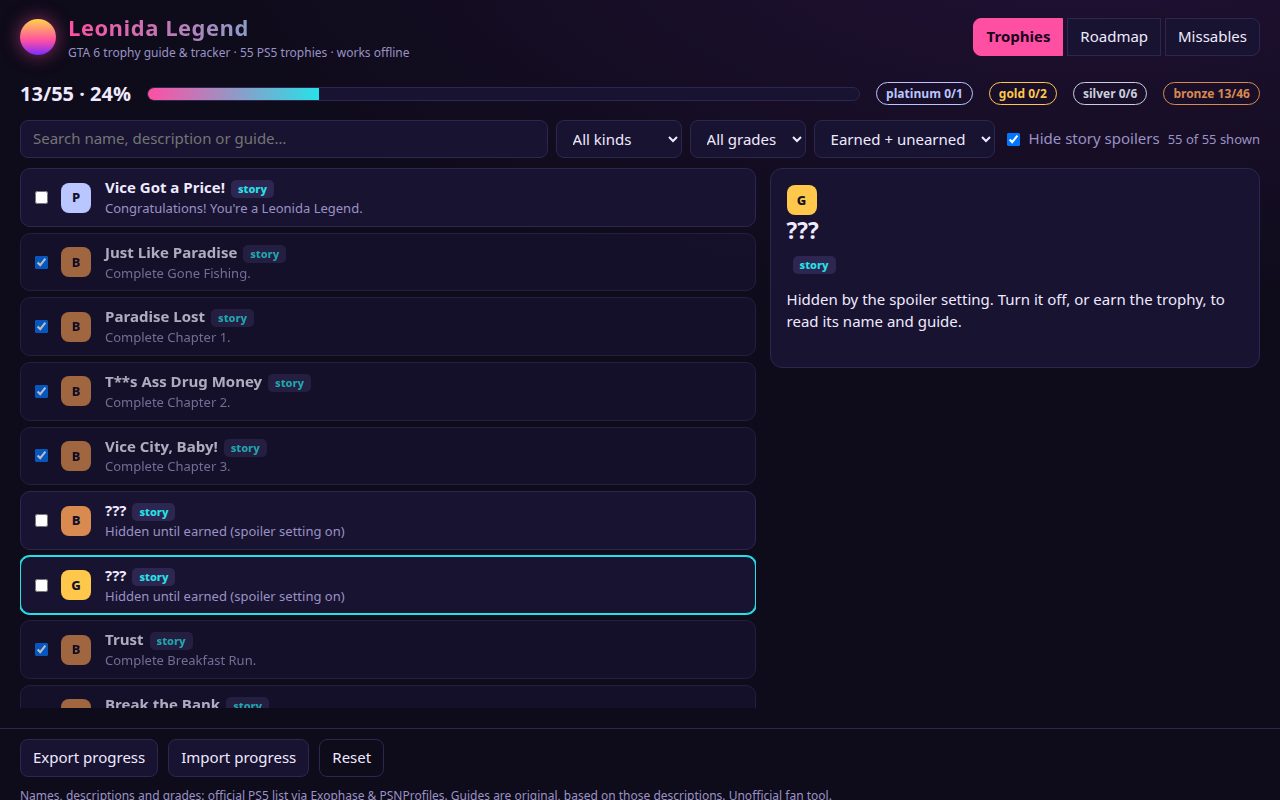 Leonida Legend
GTA 6 trophy guide & tracker · 55 PS5 trophies · works offline
Trophies
Roadmap
Missables
13/55 · 24%
platinum 0/1
gold 0/2
silver 0/6
bronze 13/46
Search name, description or guide...
All kinds
All grades
Earned + unearned
Hide story spoilers
55 of 55 shown
P
Vice Got a Price! story
Congratulations! You're a Leonida Legend.
B
Just Like Paradise story
Complete Gone Fishing.
B
Paradise Lost story
Complete Chapter 1.
B
T**s Ass Drug Money story
Complete Chapter 2.
B
Vice City, Baby! story
Complete Chapter 3.
B
??? story
Hidden until earned (spoiler setting on)
G
??? story
Hidden until earned (spoiler setting on)
B
Trust story
Complete Breakfast Run.
Break the Bank story
G
???
story
Hidden by the spoiler setting. Turn it off, or earn the trophy, to
read its name and guide.
Export progress
Import progress
Reset
Names, descriptions and grades: official PS5 list via Exophase & PSNProfiles. Guides are original, based on those descriptions. Unofficial fan tool.